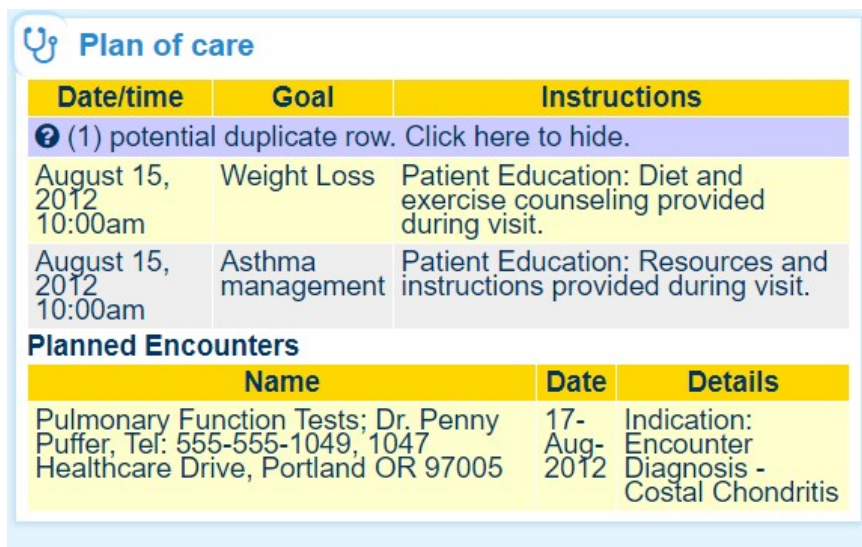 Plan of care
Date/time Goal Instructions
(1) potential duplicate row. Click here to hide.
August 15, Weight Loss Patient Education: Diet and
2012 exercise counseling provided
10:00am during visit.
August 15, Asthma Patient Education: Resources and
2012 management instructions provided during visit.
10:00am
Planned Encounters
Name Date Details
Pulmonary Function Tests; Dr. Penny 17- Indication:
Puffer, Tel: 555-555-1049, 1047 Aug- Encounter
Healthcare Drive, Portland OR 97005 2012 Diagnosis -
Costal Chondritis